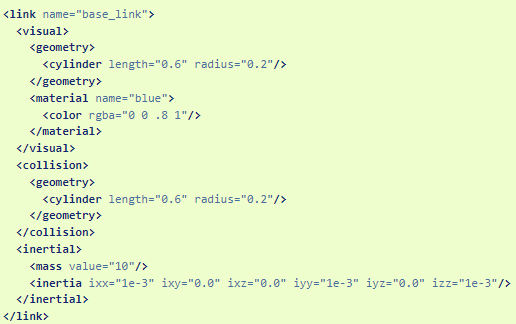 <link name="base_link">
  <visual>
    <geometry>
      <cylinder length="0.6" radius="0.2"/>
    </geometry>
    <material name="blue">
      <color rgba="0 0 .8 1"/>
    </material>
  </visual>
  <collision>
    <geometry>
      <cylinder length="0.6" radius="0.2"/>
    </geometry>
  </collision>
  <inertial>
    <mass value="10"/>
    <inertia ixx="1e-3" ixy="0.0" ixz="0.0" iyy="1e-3" iyz="0.0" izz="1e-3"/>
  </inertial>
</link>